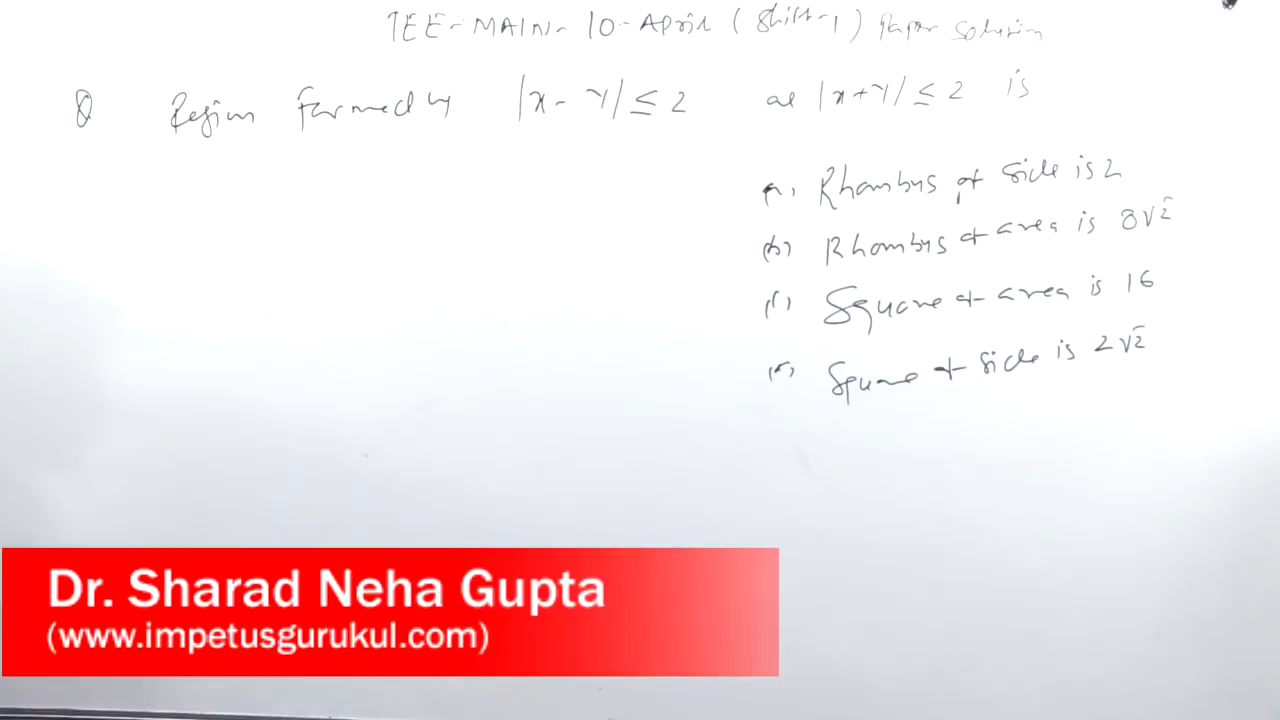 JEE-MAIN-10-April (Shift-1) Paper solution
Q Region formed by |x-y| ≤ 2 and |x+y| ≤ 2 is
(A) Rhombus of side is 2
(b) Rhombus of area is 8√2
(c) Square of area is 16
Square of side is 2√2
Dr. Sharad Neha Gupta
(www.impetusgurukul.com)